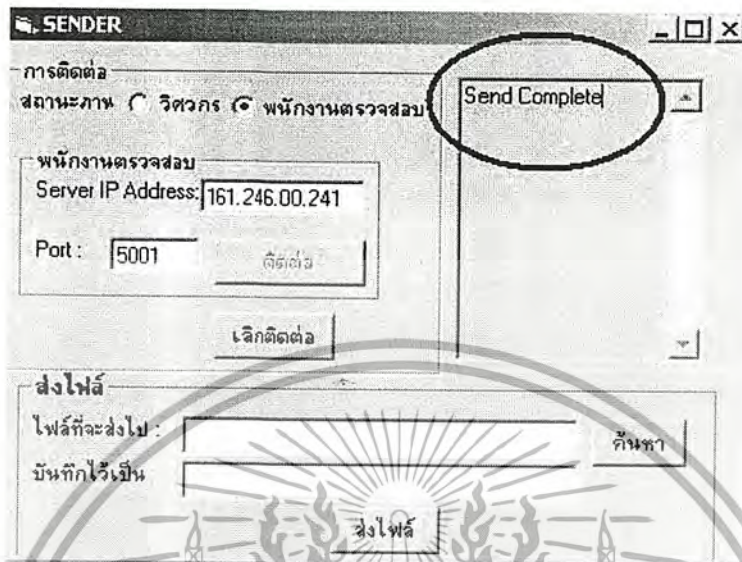 SENDER
การติดต่อ
สถานะภาพ วิศวกร พนักงานตรวจสอบ
Send Complete
พนักงานตรวจสอบ
Server IP Address: 161.246.00.241
Port : 5001 ติดต่อ
เลิกติดต่อ
ส่งไฟล์
ไฟล์ที่จะส่งไป :
ค้นหา
บันทึกไว้เป็น
ส่งไฟล์